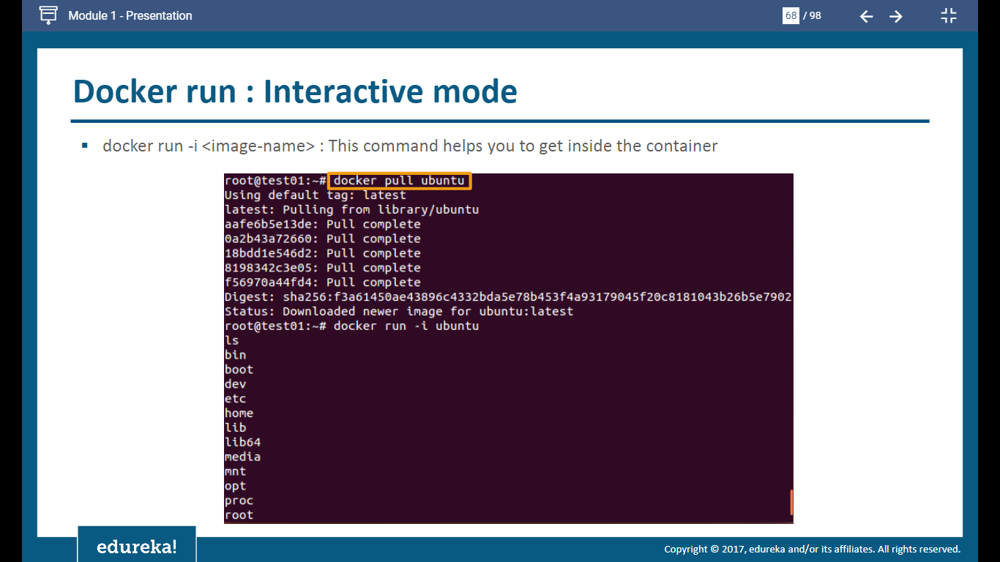 Module 1 - Presentation
68 / 98
Docker run : Interactive mode
▪ docker run -i <image-name> : This command helps you to get inside the container
root@test01:~# docker pull ubuntu
Using default tag: latest
latest: Pulling from library/ubuntu
aafe6b5e13de: Pull complete
0a2b43a72660: Pull complete
18bdd1e546d2: Pull complete
8198342c3e05: Pull complete
f56970a44fd4: Pull complete
Digest: sha256:f3a61450ae43896c4332bda5e78b453f4a93179045f20c8181043b26b5e7902
Status: Downloaded newer image for ubuntu:latest
root@test01:~# docker run -i ubuntu
ls
bin
boot
dev
etc
home
lib
lib64
media
mnt
opt
proc
root
edureka!
Copyright © 2017, edureka and/or its affiliates. All rights reserved.